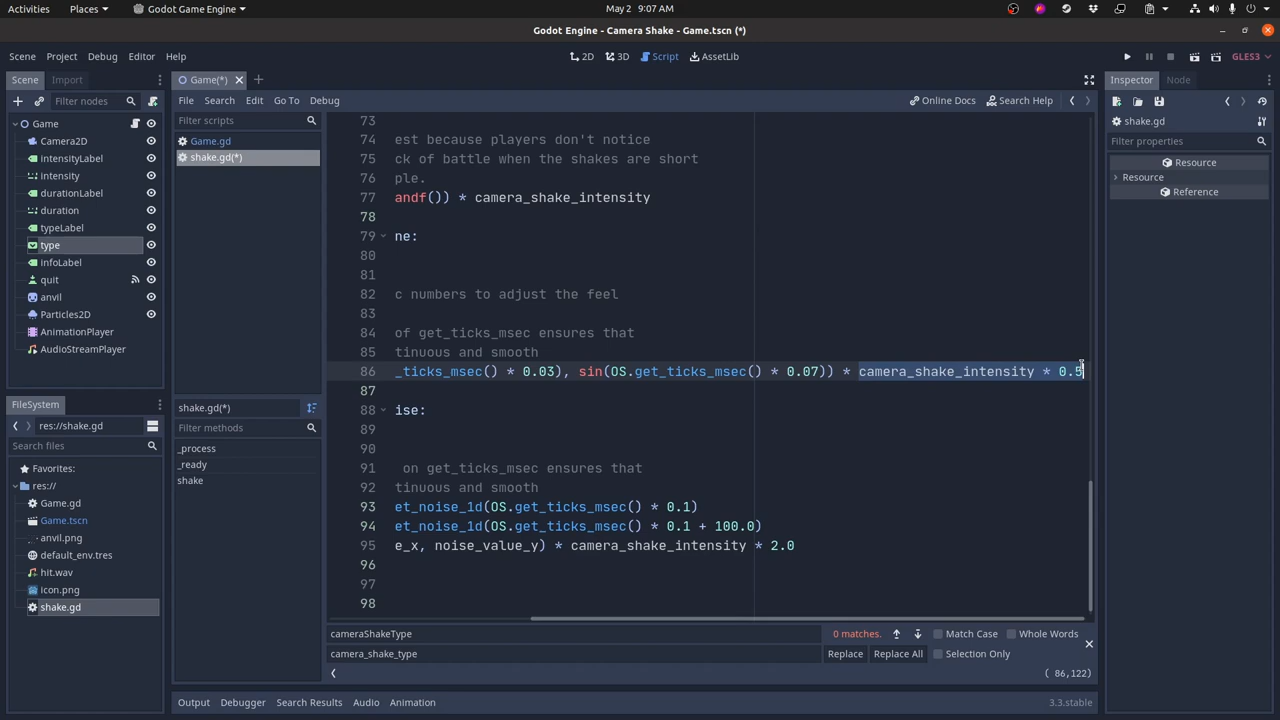 Activities Places Godot Game Engine May 2 9:07 AM
Godot Engine - Camera Shake - Game.tscn (*)
Scene Project Debug Editor Help 2D 3D Script AssetLib GLES3
Scene Import Game(*) Inspector Node
Filter nodes File Search Edit Go To Debug Online Docs Search Help
Filter scripts
shake.gd
Filter properties
Resource
Resource
Reference
Game
Camera2D
intensityLabel
intensity
durationLabel
duration
typeLabel
type
infoLabel
quit
anvil
Particles2D
AnimationPlayer
AudioStreamPlayer
Game.gd
shake.gd(*)
73
74 est because players don't notice
75 ck of battle when the shakes are short
76 ple.
77 andf()) * camera_shake_intensity
78
79 ne:
80
81
82 c numbers to adjust the feel
83
84 of get_ticks_msec ensures that
85 tinuous and smooth
86 _ticks_msec() * 0.03), sin(OS.get_ticks_msec() * 0.07)) * camera_shake_intensity * 0.5
87
88 ise:
89
90
91 on get_ticks_msec ensures that
92 tinuous and smooth
93 et_noise_1d(OS.get_ticks_msec() * 0.1)
94 et_noise_1d(OS.get_ticks_msec() * 0.1 + 100.0)
95 e_x, noise_value_y) * camera_shake_intensity * 2.0
96
97
98
FileSystem
res://shake.gd
Search files
Favorites:
res://
Game.gd
Game.tscn
anvil.png
default_env.tres
hit.wav
icon.png
shake.gd
shake.gd(*)
Filter methods
_process
_ready
shake
cameraShakeType 0 matches. Match Case Whole Words
camera_shake_type Replace Replace All Selection Only
( 86,122)
Output Debugger Search Results Audio Animation 3.3.stable